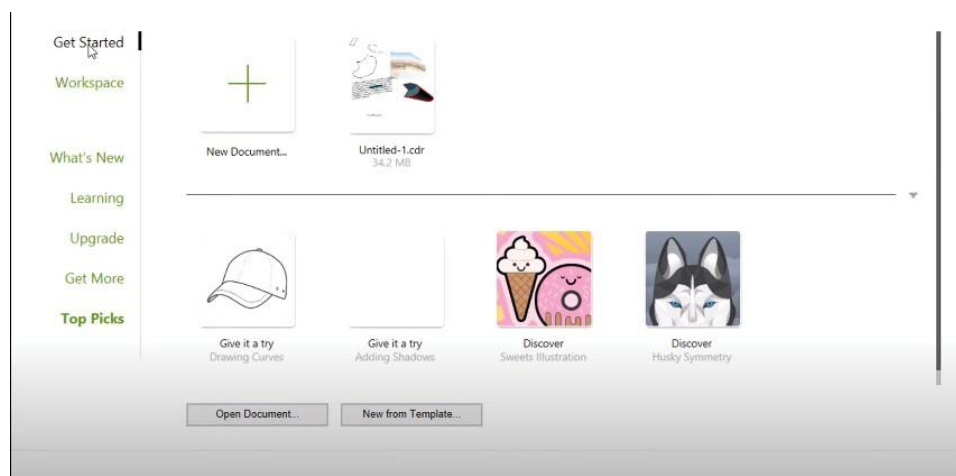 Get Started
Workspace
What's New
Learning
Upgrade
Get More
Top Picks
New Document...
Untitled-1.cdr
34.2 MB
Give it a try
Drawing Curves
Give it a try
Adding Shadows
Discover
Sweets Illustration
Discover
Husky Symmetry
Open Document...
New from Template...